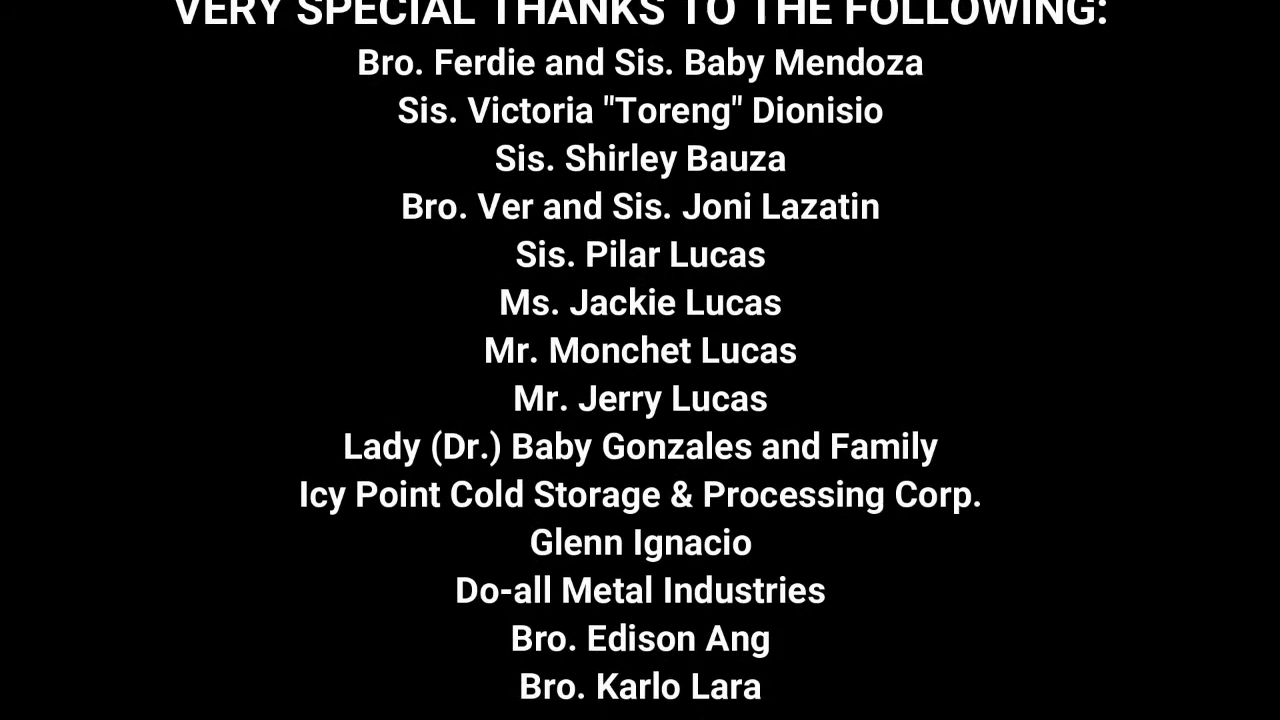 VERY SPECIAL THANKS TO THE FOLLOWING:
Bro. Ferdie and Sis. Baby Mendoza
Sis. Victoria "Toreng" Dionisio
Sis. Shirley Bauza
Bro. Ver and Sis. Joni Lazatin
Sis. Pilar Lucas
Ms. Jackie Lucas
Mr. Monchet Lucas
Mr. Jerry Lucas
Lady (Dr.) Baby Gonzales and Family
Icy Point Cold Storage & Processing Corp.
Glenn Ignacio
Do-all Metal Industries
Bro. Edison Ang
Bro. Karlo Lara